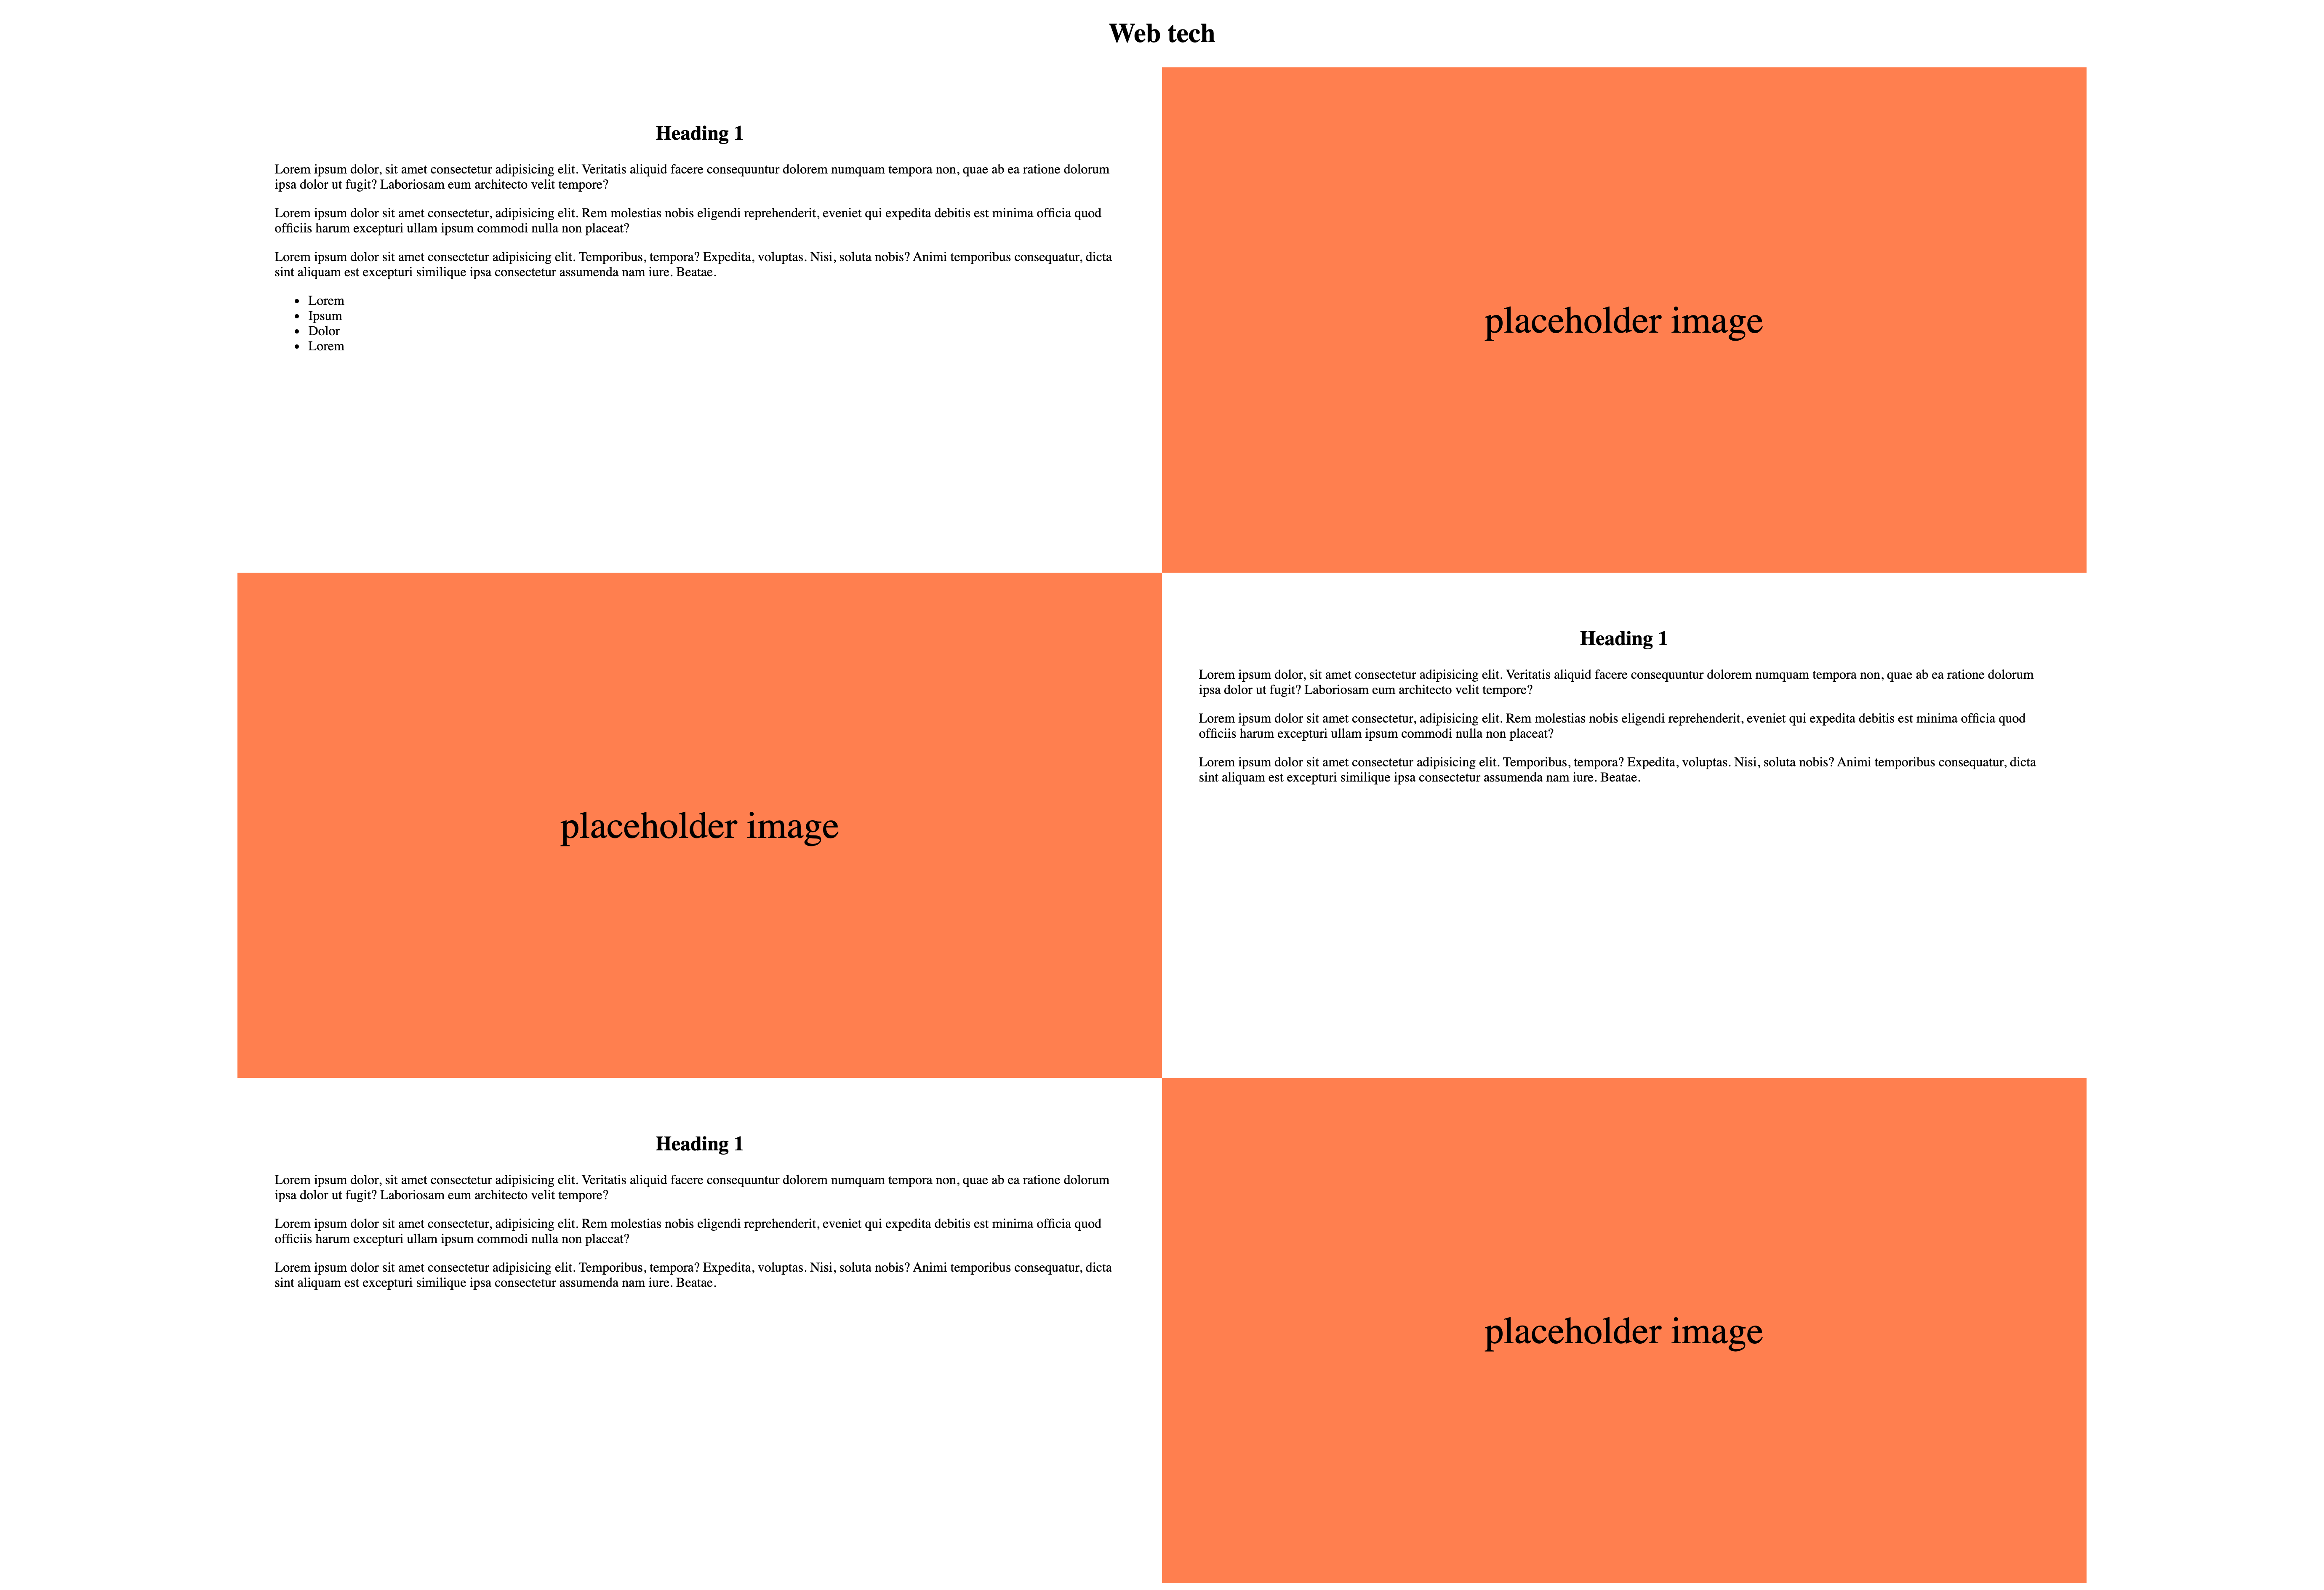 Web tech
Heading 1
Lorem ipsum dolor, sit amet consectetur adipisicing elit. Veritatis aliquid facere consequuntur dolorem numquam tempora non, quae ab ea ratione dolorum
ipsa dolor ut fugit? Laboriosam eum architecto velit tempore?
Lorem ipsum dolor sit amet consectetur, adipisicing elit. Rem molestias nobis eligendi reprehenderit, eveniet qui expedita debitis est minima officia quod
officiis harum excepturi ullam ipsum commodi nulla non placeat?
Lorem ipsum dolor sit amet consectetur adipisicing elit. Temporibus, tempora? Expedita, voluptas. Nisi, soluta nobis? Animi temporibus consequatur, dicta
sint aliquam est excepturi similique ipsa consectetur assumenda nam iure. Beatae.
• Lorem
• Ipsum
• Dolor
• Lorem
placeholder image
placeholder image
Heading 1
Lorem ipsum dolor, sit amet consectetur adipisicing elit. Veritatis aliquid facere consequuntur dolorem numquam tempora non, quae ab ea ratione dolorum
ipsa dolor ut fugit? Laboriosam eum architecto velit tempore?
Lorem ipsum dolor sit amet consectetur, adipisicing elit. Rem molestias nobis eligendi reprehenderit, eveniet qui expedita debitis est minima officia quod
officiis harum excepturi ullam ipsum commodi nulla non placeat?
Lorem ipsum dolor sit amet consectetur adipisicing elit. Temporibus, tempora? Expedita, voluptas. Nisi, soluta nobis? Animi temporibus consequatur, dicta
sint aliquam est excepturi similique ipsa consectetur assumenda nam iure. Beatae.
Heading 1
Lorem ipsum dolor, sit amet consectetur adipisicing elit. Veritatis aliquid facere consequuntur dolorem numquam tempora non, quae ab ea ratione dolorum
ipsa dolor ut fugit? Laboriosam eum architecto velit tempore?
Lorem ipsum dolor sit amet consectetur, adipisicing elit. Rem molestias nobis eligendi reprehenderit, eveniet qui expedita debitis est minima officia quod
officiis harum excepturi ullam ipsum commodi nulla non placeat?
Lorem ipsum dolor sit amet consectetur adipisicing elit. Temporibus, tempora? Expedita, voluptas. Nisi, soluta nobis? Animi temporibus consequatur, dicta
sint aliquam est excepturi similique ipsa consectetur assumenda nam iure. Beatae.
placeholder image